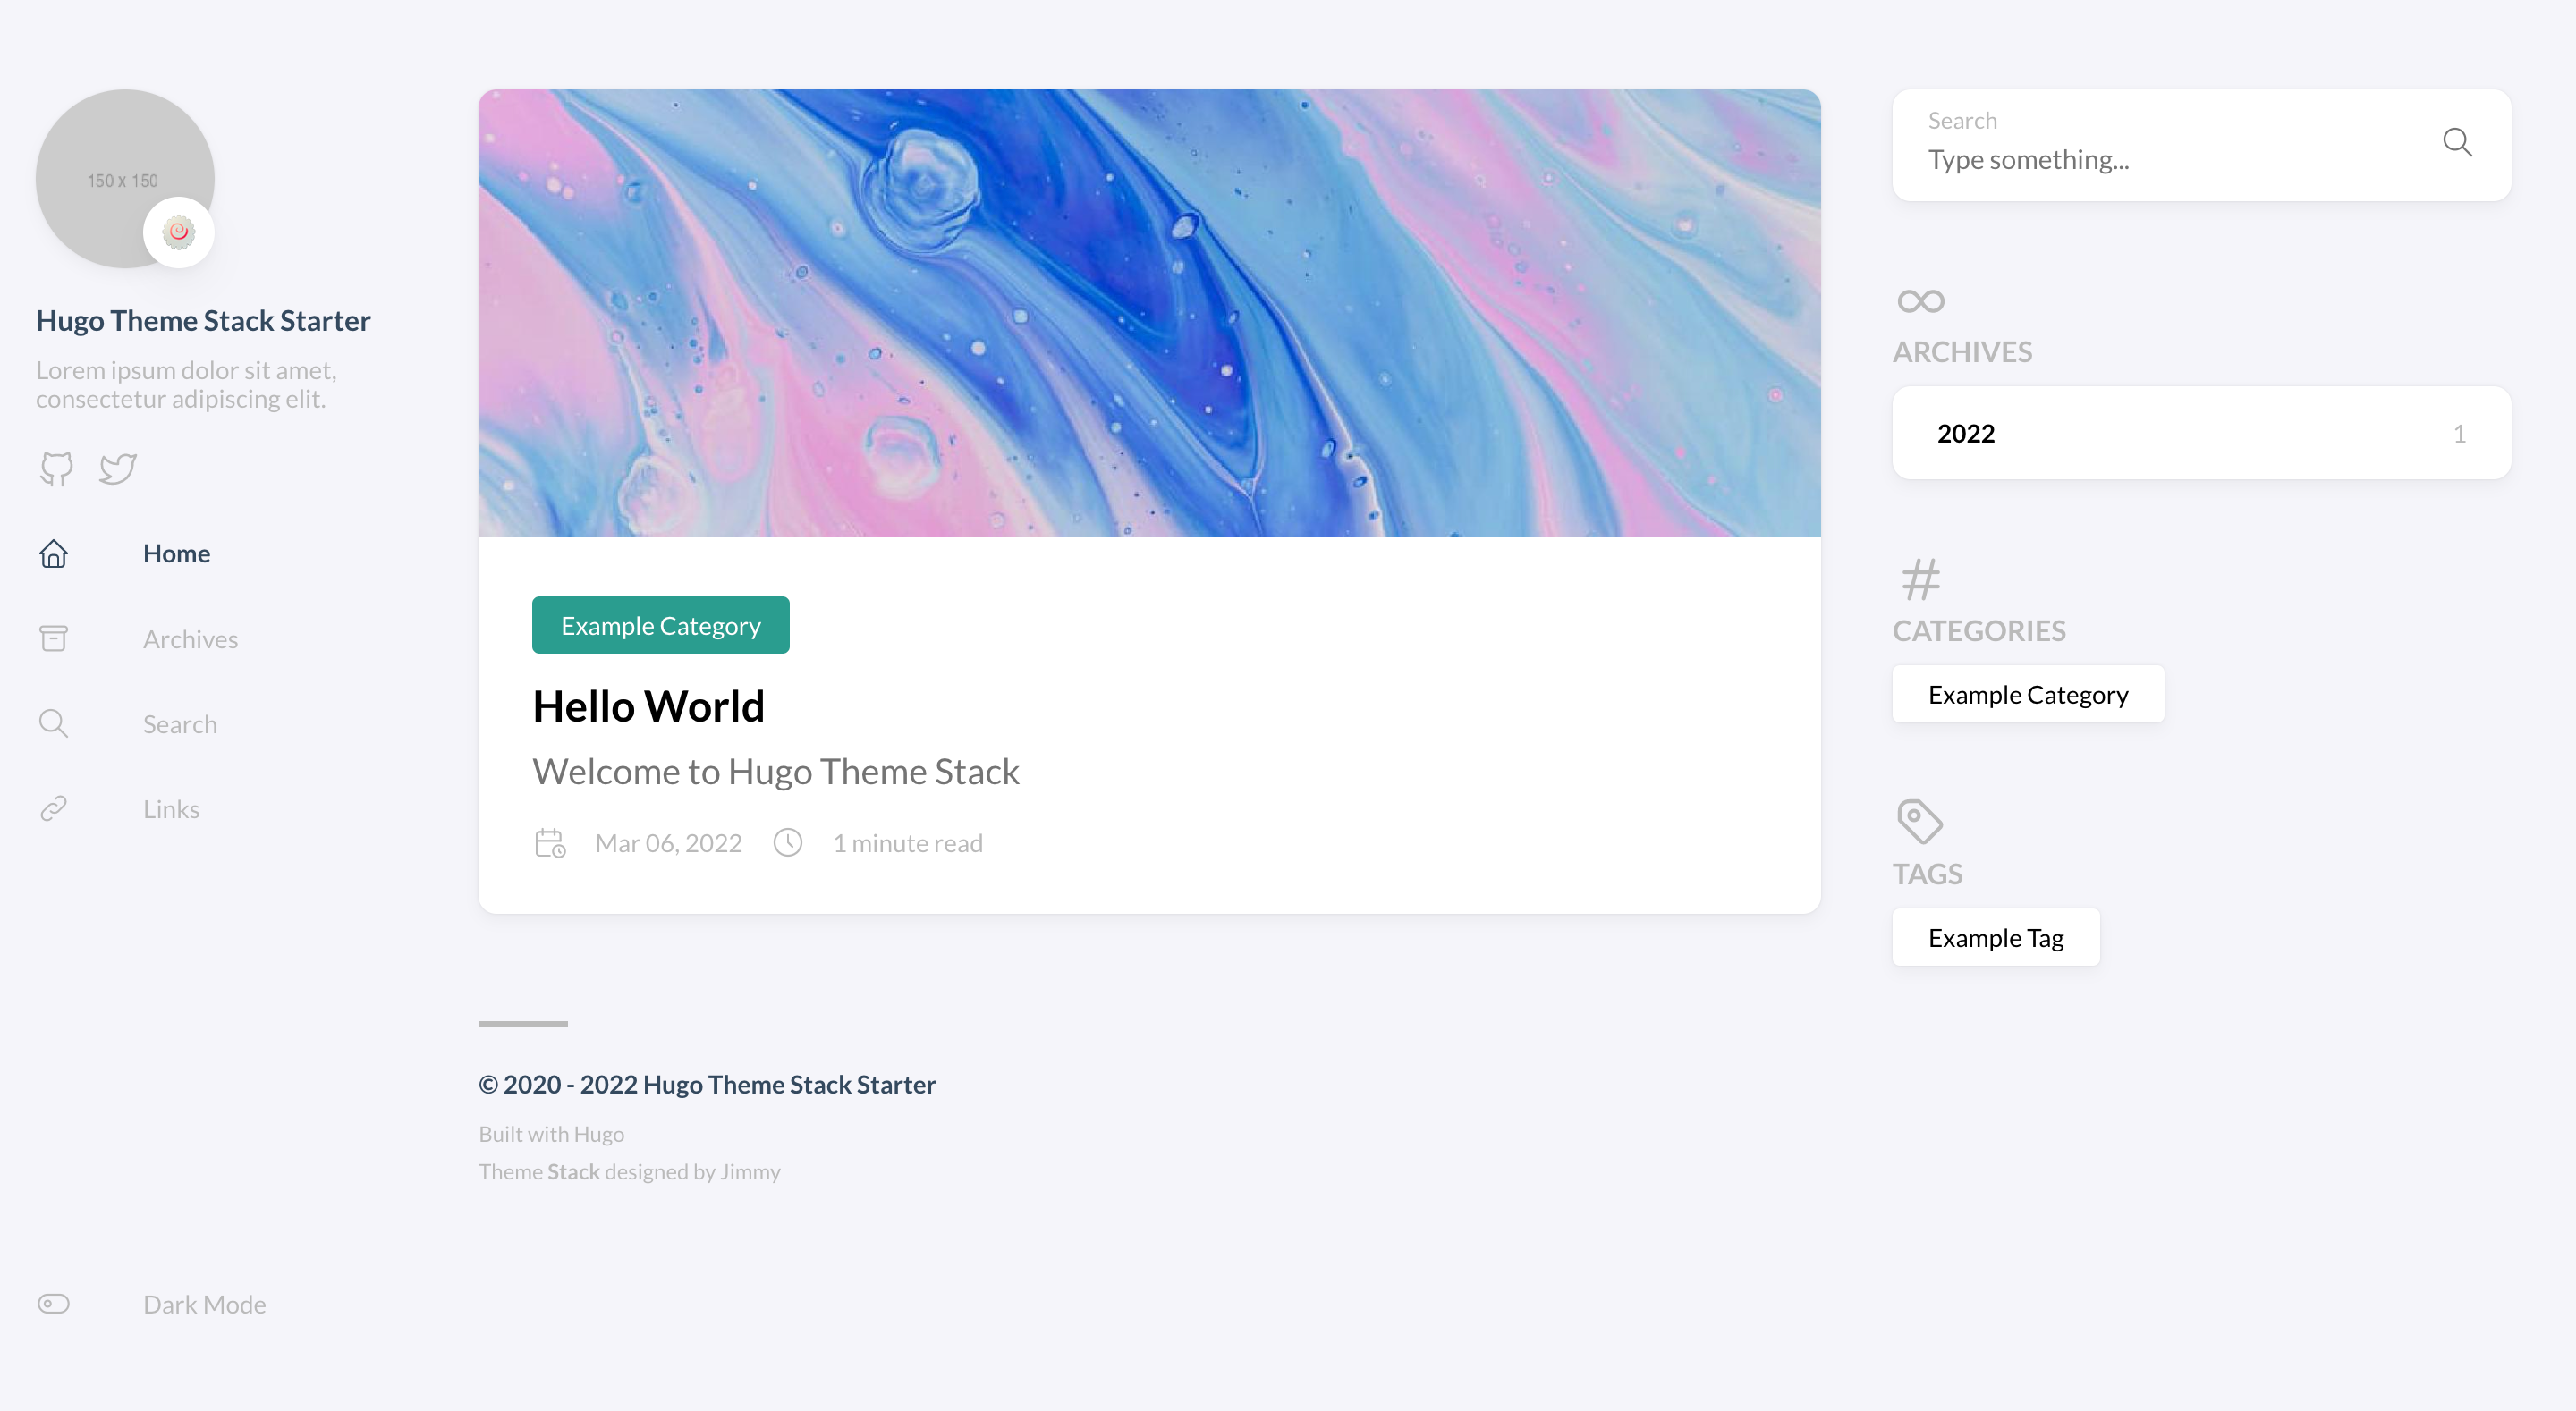 150 x 150
Hugo Theme Stack Starter
Lorem ipsum dolor sit amet,
consectetur adipiscing elit.
Home
Archives
Search
Links
Dark Mode
Example Category
Hello World
Welcome to Hugo Theme Stack
Mar 06, 2022 1 minute read
© 2020 - 2022 Hugo Theme Stack Starter
Built with Hugo
Theme Stack designed by Jimmy
Search
Type something...
ARCHIVES
2022 1
CATEGORIES
Example Category
TAGS
Example Tag